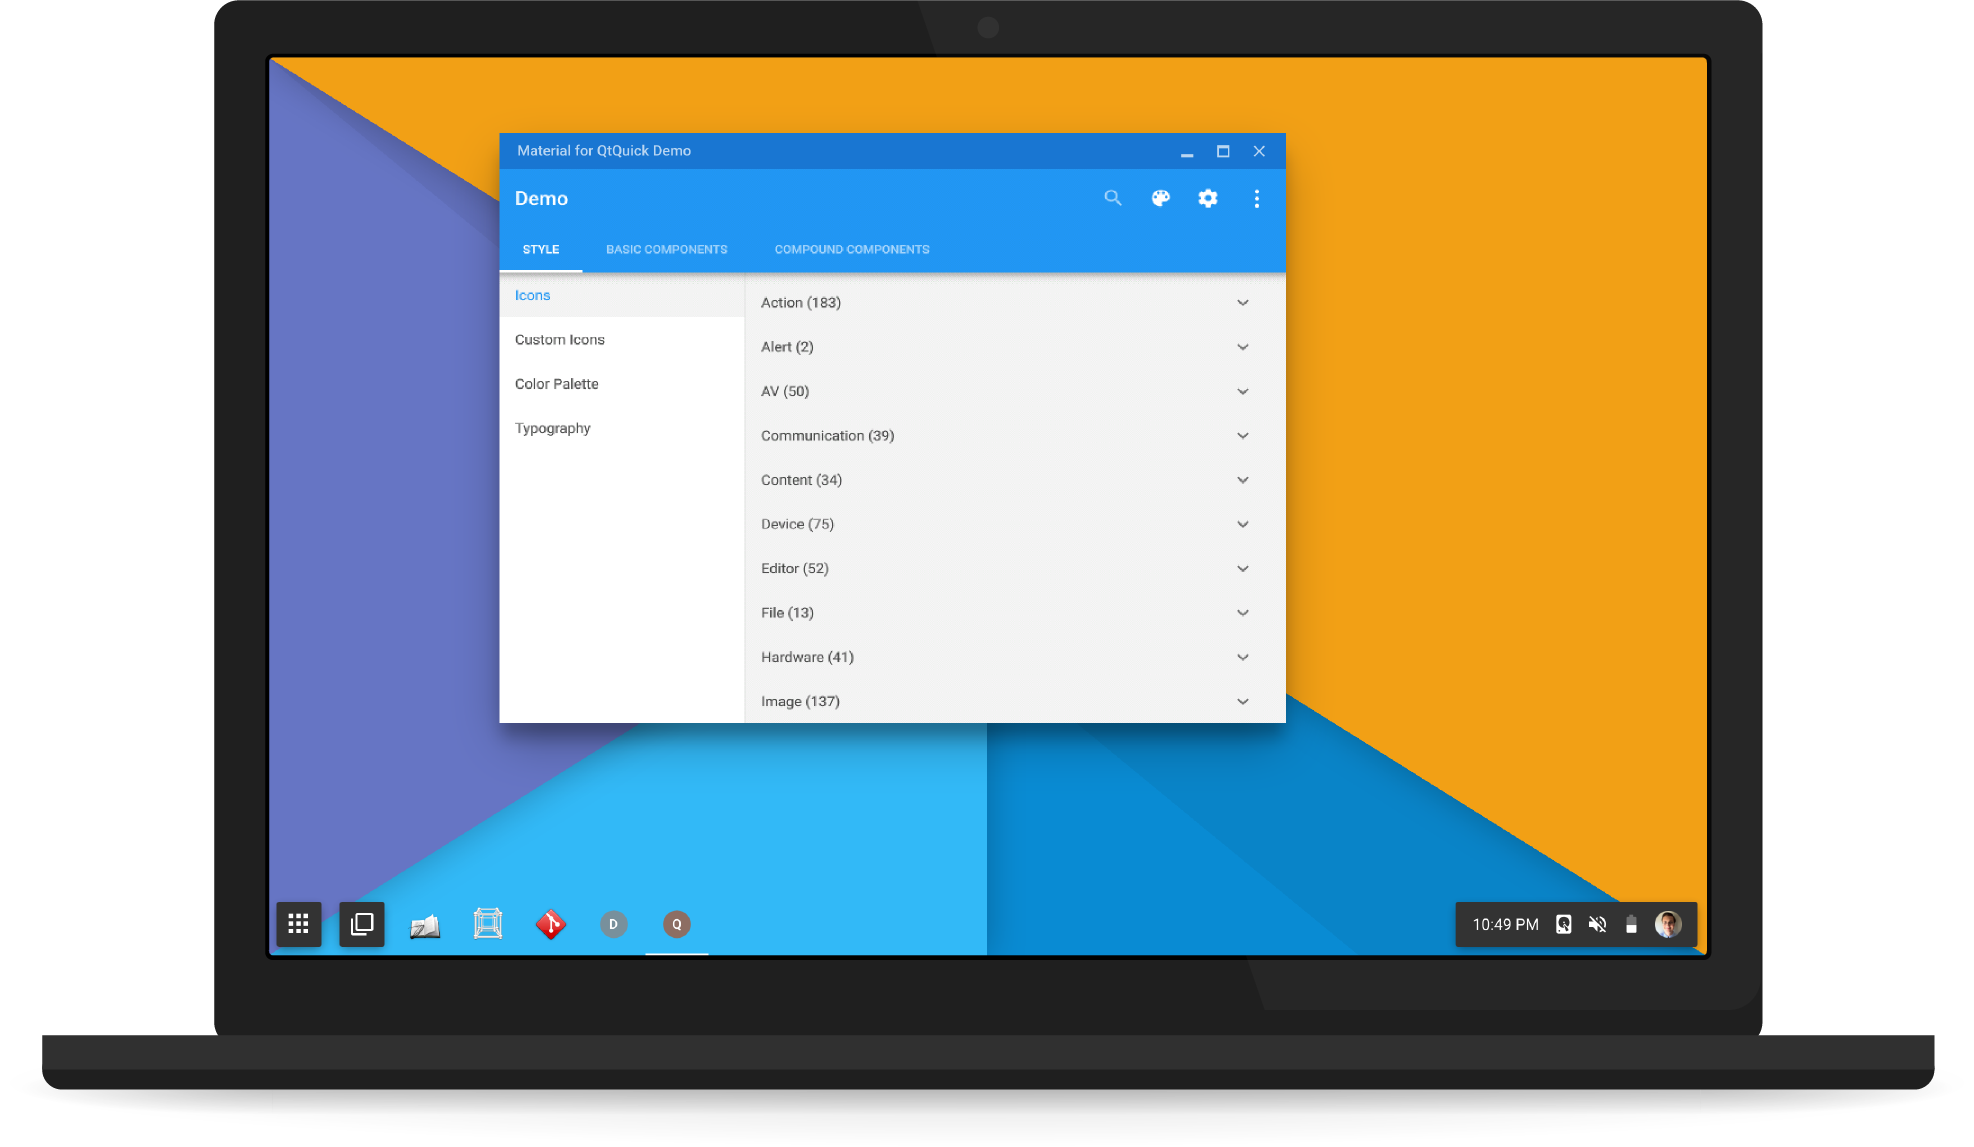 Material for QtQuick Demo
Demo
STYLE BASIC COMPONENTS COMPOUND COMPONENTS
Icons
Custom Icons
Color Palette
Typography
Action (183)
Alert (2)
AV (50)
Communication (39)
Content (34)
Device (75)
Editor (52)
File (13)
Hardware (41)
Image (137)
D Q
10:49 PM